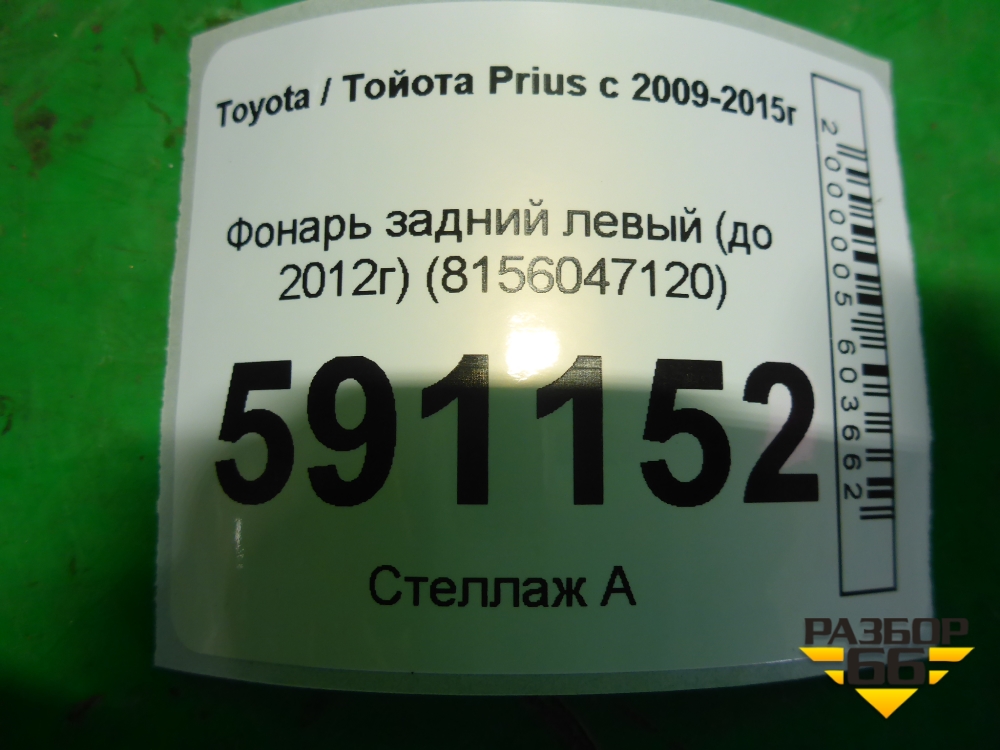 Toyota / Тойота Prius с 2009-2015г
Фонарь задний левый (до
2012г) (8156047120)
591152
Стеллаж А
2000005603662
РАЗБОР
66